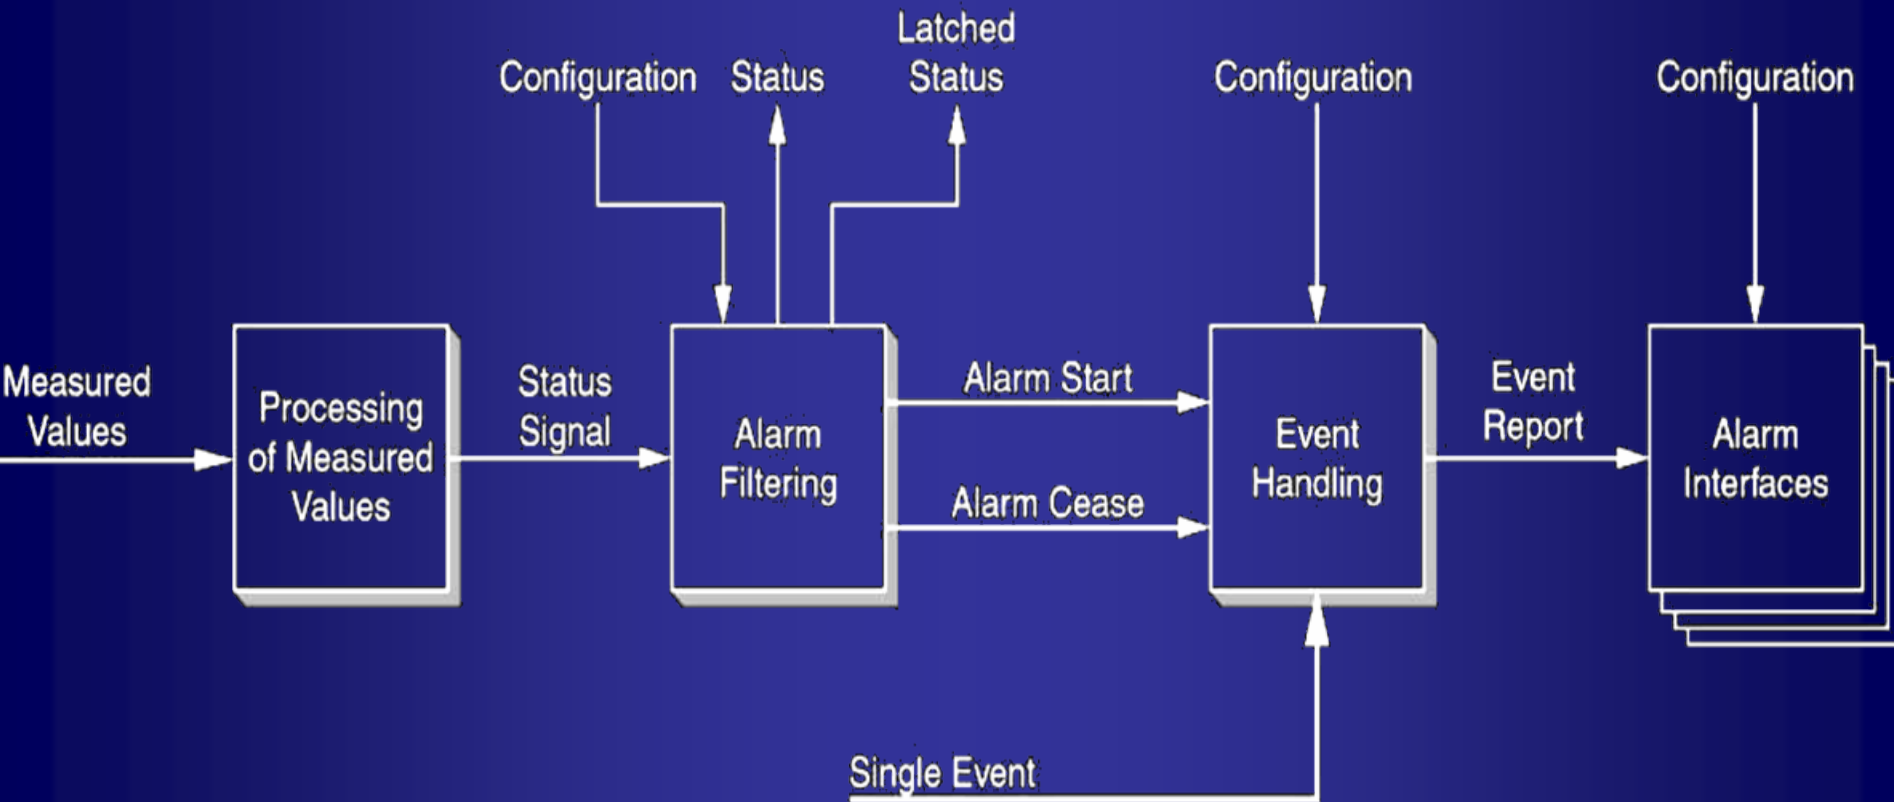 Latched
Configuration Status Status Configuration Configuration
Measured
Values
Processing
of Measured
Values
Status
Signal
Alarm
Filtering
Alarm Start
Alarm Cease
Event
Handling
Event
Report
Alarm
Interfaces
Single Event